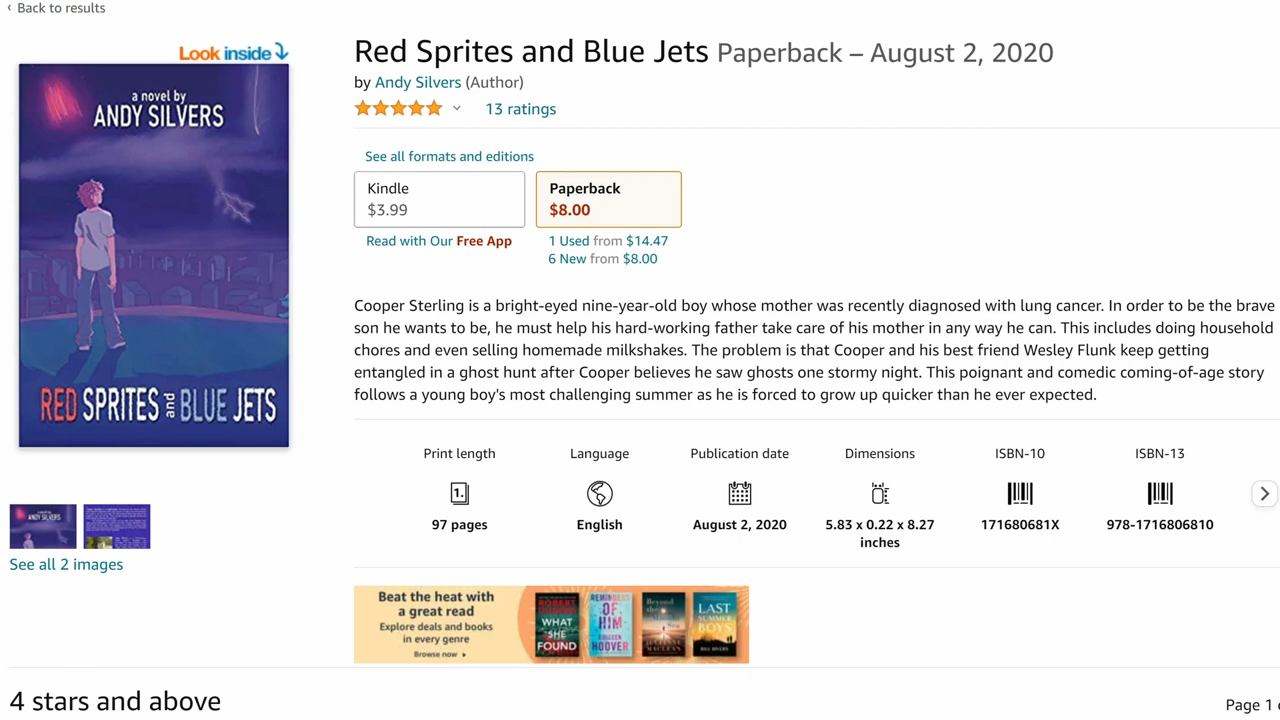 ‹ Back to results
Look inside
a novel by
ANDY SILVERS
RED SPRITES and BLUE JETS
See all 2 images
Red Sprites and Blue Jets Paperback – August 2, 2020
by Andy Silvers (Author)
13 ratings
See all formats and editions
Kindle
$3.99
Read with Our Free App
Paperback
$8.00
1 Used from $14.47
6 New from $8.00
Cooper Sterling is a bright-eyed nine-year-old boy whose mother was recently diagnosed with lung cancer. In order to be the brave
son he wants to be, he must help his hard-working father take care of his mother in any way he can. This includes doing household
chores and even selling homemade milkshakes. The problem is that Cooper and his best friend Wesley Flunk keep getting
entangled in a ghost hunt after Cooper believes he saw ghosts one stormy night. This poignant and comedic coming-of-age story
follows a young boy's most challenging summer as he is forced to grow up quicker than he ever expected.
Print length
1.
97 pages
Language
English
Publication date
August 2, 2020
Dimensions
5.83 x 0.22 x 8.27
inches
ISBN-10
171680681X
ISBN-13
978-1716806810
Beat the heat with
a great read
Explore deals and books
in every genre
Browse now
ROBERT
WHAT
SHE
FOUND
REMINDERS
OF
HIM
COLLEEN
HOOVER
Beyond
the
LAST
SUMMER
BOYS
4 stars and above
Page 1